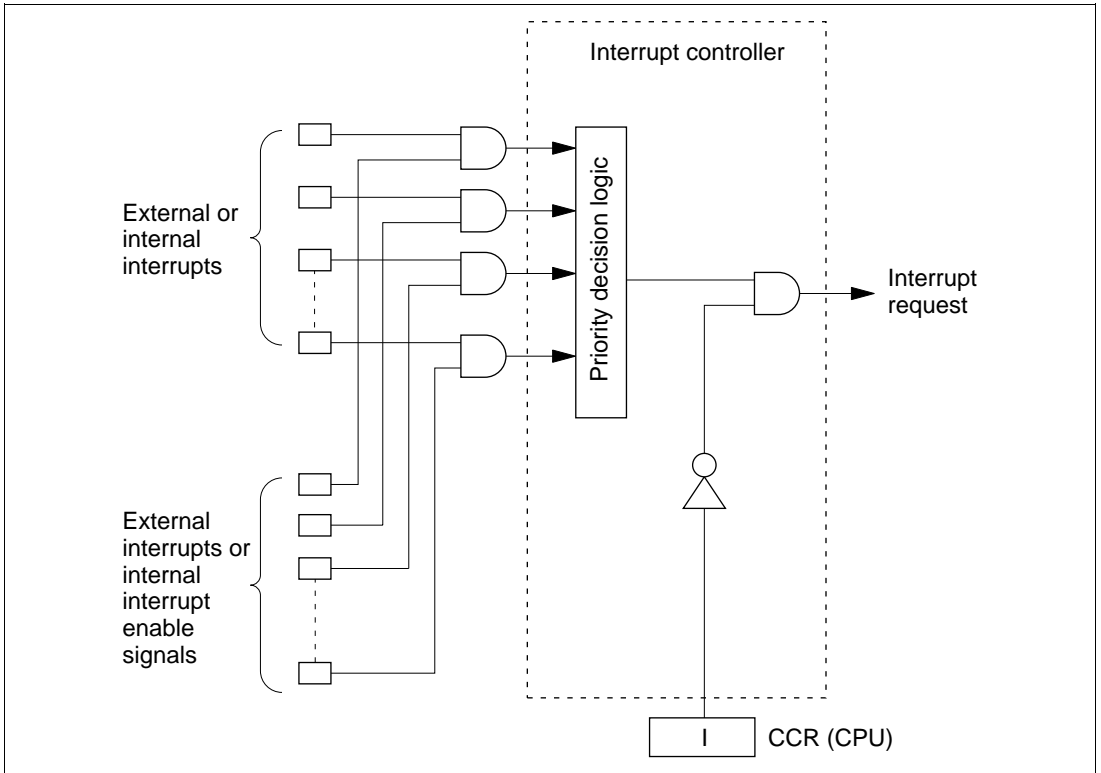 Interrupt controller
External or
internal
interrupts
Priority decision logic
Interrupt
request
External
interrupts or
internal
interrupt
enable
signals
I
CCR (CPU)